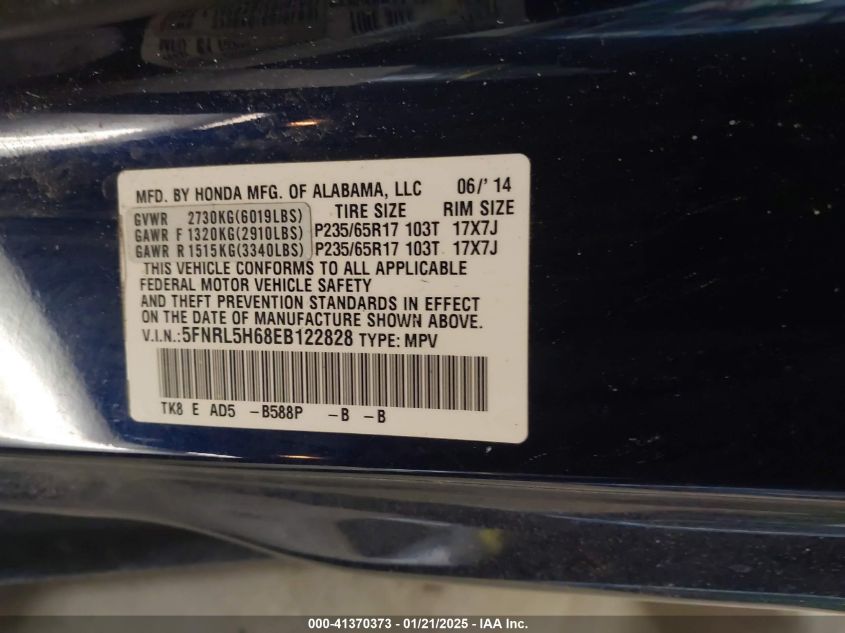 MFD. BY HONDA MFG. OF ALABAMA, LLC 06/'14
GVWR 2730KG(6019LBS) TIRE SIZE RIM SIZE
GAWR F 1320KG(2910LBS) P235/65R17 103T 17X7J
GAWR R 1515KG(3340LBS) P235/65R17 103T 17X7J
THIS VEHICLE CONFORMS TO ALL APPLICABLE
FEDERAL MOTOR VEHICLE SAFETY
AND THEFT PREVENTION STANDARDS IN EFFECT
ON THE DATE OF MANUFACTURE SHOWN ABOVE.
V.I.N.:5FNRL5H68EB122828 TYPE: MPV
TK8 E AD5 -B588P -B -B
000-41370373 - 01/21/2025 - IAA Inc.